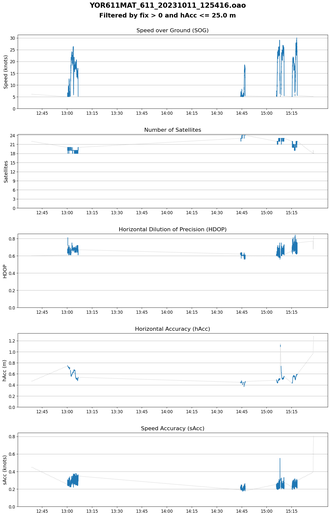 YOR611MAT_611_20231011_125416.oao
Filtered by fix > 0 and hAcc <= 25.0 m
Speed over Ground (SOG)
Speed (knots)
30
25
20
15
10
5
0
12:45 13:00 13:15 13:30 13:45 14:00 14:15 14:30 14:45 15:00 15:15
Number of Satellites
Satellites
24
21
18
15
12
9
6
3
0
12:45 13:00 13:15 13:30 13:45 14:00 14:15 14:30 14:45 15:00 15:15
Horizontal Dilution of Precision (HDOP)
HDOP
0.8
0.6
0.4
0.2
0.0
12:45 13:00 13:15 13:30 13:45 14:00 14:15 14:30 14:45 15:00 15:15
Horizontal Accuracy (hAcc)
hAcc (m)
1.2
1.0
0.8
0.6
0.4
0.2
0.0
12:45 13:00 13:15 13:30 13:45 14:00 14:15 14:30 14:45 15:00 15:15
Speed Accuracy (sAcc)
sAcc (knots)
0.8
0.6
0.4
0.2
0.0
12:45 13:00 13:15 13:30 13:45 14:00 14:15 14:30 14:45 15:00 15:15